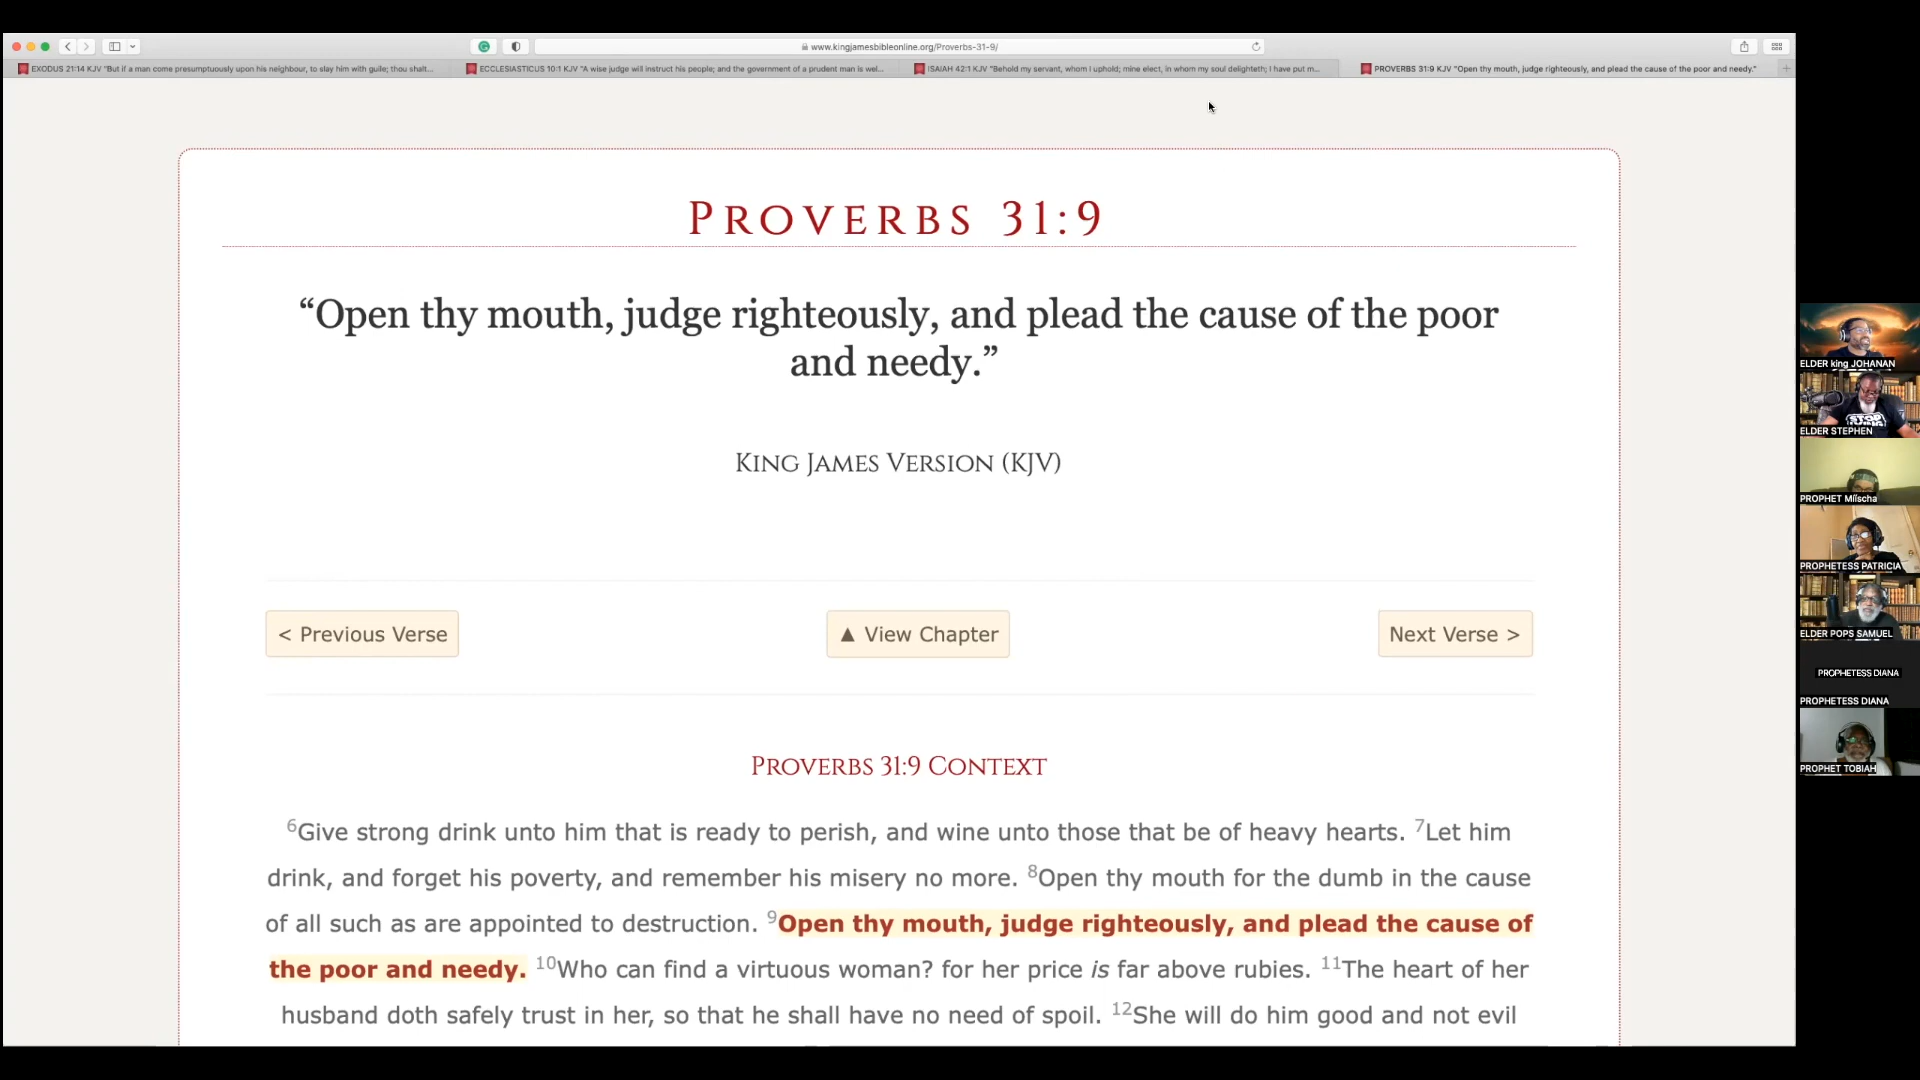 www.kingjamesbibleonline.org/Proverbs-31-9/
EXODUS 21:14 KJV "But if a man come presumptuously upon his neighbour, to slay him with guile; thou shalt...
ECCLESIASTICUS 10:1 KJV "A wise judge will instruct his people; and the government of a prudent man is wel...
ISAIAH 42:1 KJV "Behold my servant, whom I uphold; mine elect, in whom my soul delighteth; I have put m...
PROVERBS 31:9 KJV "Open thy mouth, judge righteously, and plead the cause of the poor and needy."
PROVERBS 31:9
“Open thy mouth, judge righteously, and plead the cause of the poor
and needy.”
KING JAMES VERSION (KJV)
< Previous Verse
▲ View Chapter
Next Verse >
PROVERBS 31:9 CONTEXT
6Give strong drink unto him that is ready to perish, and wine unto those that be of heavy hearts. 7Let him
drink, and forget his poverty, and remember his misery no more. 8Open thy mouth for the dumb in the cause
of all such as are appointed to destruction. 9Open thy mouth, judge righteously, and plead the cause of
the poor and needy. 10Who can find a virtuous woman? for her price is far above rubies. 11The heart of her
husband doth safely trust in her, so that he shall have no need of spoil. 12She will do him good and not evil
ELDER king JOHANAN
STOP
ELDER STEPHEN
PROPHET Miischa
PROPHETESS PATRICIA
ELDER POPS SAMUEL
PROPHETESS DIANA
PROPHETESS DIANA
PROPHET TOBIAH